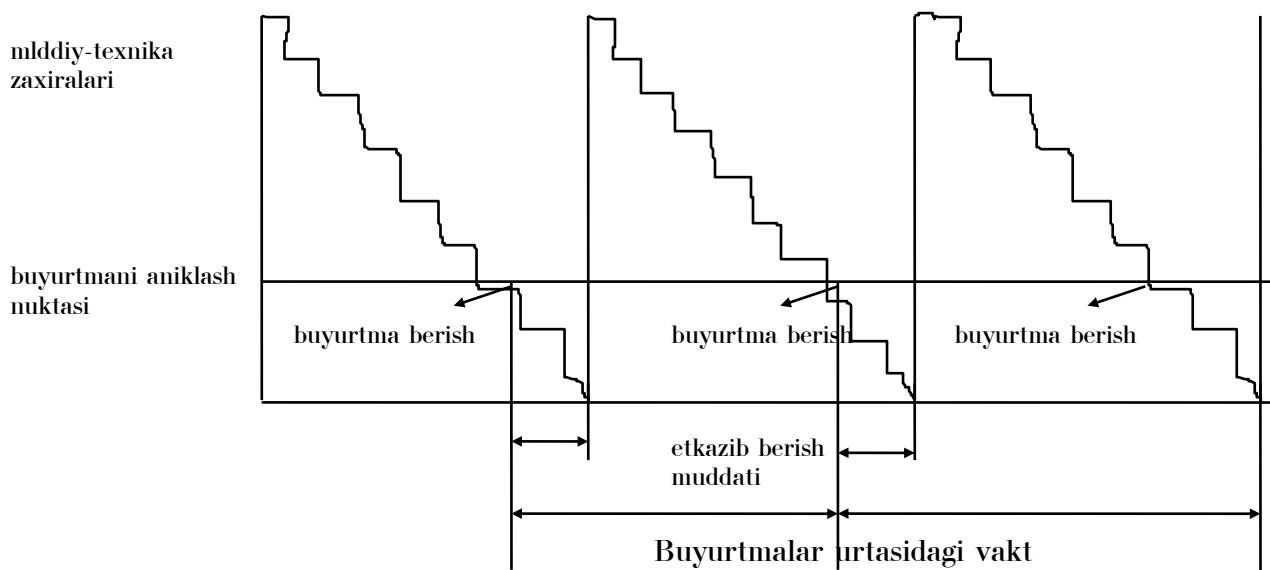 mlddiy-texnika
zaxiralari
buyurtmani aniklash
nuktasi
buyurtma berish
buyurtma berish
buyurtma berish
etkazib berish
muddati
Buyurtmalar urtasidagi vakt